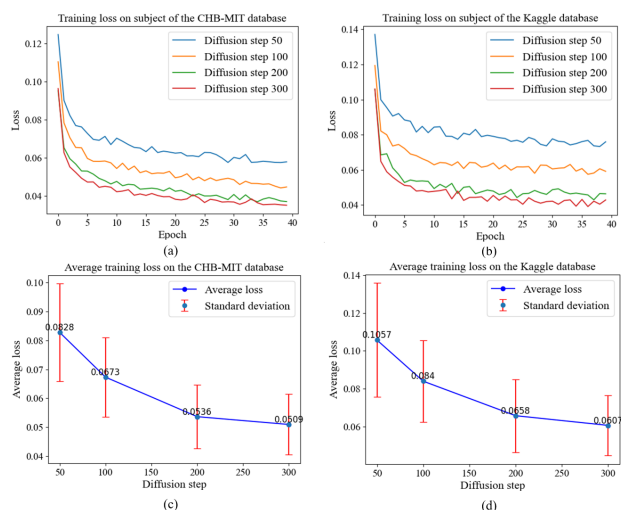 Training loss on subject of the CHB-MIT database
0.12
0.10
0.08
0.06
0.04
Loss
Diffusion step 50
Diffusion step 100
Diffusion step 200
Diffusion step 300
0 5 10 15 20 25 30 35 40
Epoch
(a)
Training loss on subject of the Kaggle database
0.14
0.12
0.10
0.08
0.06
0.04
Loss
Diffusion step 50
Diffusion step 100
Diffusion step 200
Diffusion step 300
0 5 10 15 20 25 30 35 40
Epoch
(b)
Average training loss on the CHB-MIT database
0.10
0.09
0.08
0.07
0.06
0.05
0.04
Average loss
Average loss
Standard deviation
0.0828
0.0673
0.0536
0.0509
50 100 150 200 250 300
Diffusion step
(c)
Average training loss on the Kaggle database
0.14
0.12
0.10
0.08
0.06
Average loss
Average loss
Standard deviation
0.1057
0.084
0.0658
0.0607
50 100 150 200 250 300
Diffusion step
(d)